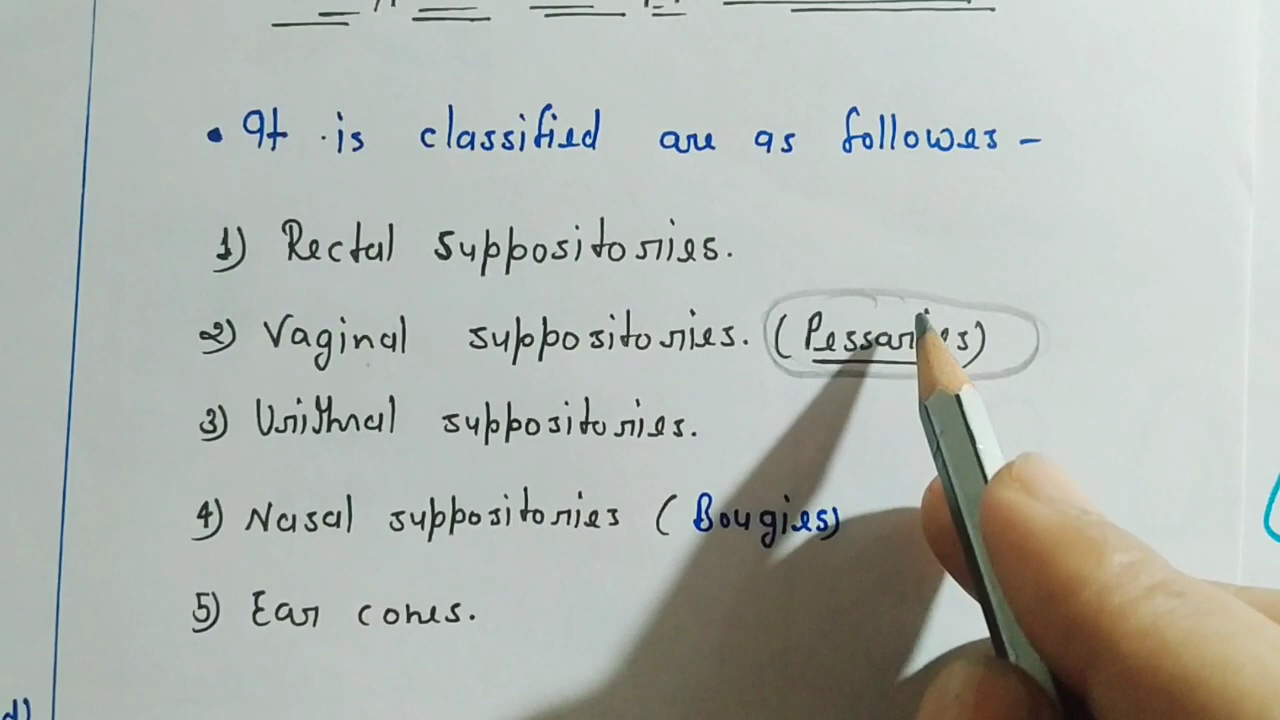 • It is classified are as followes -
1) Rectal suppositories.
2) Vaginal suppositories. (Pessaries)
3) Urithral suppositories.
4) Nasal suppositories (Bougies)
5) Ear cones.
d)